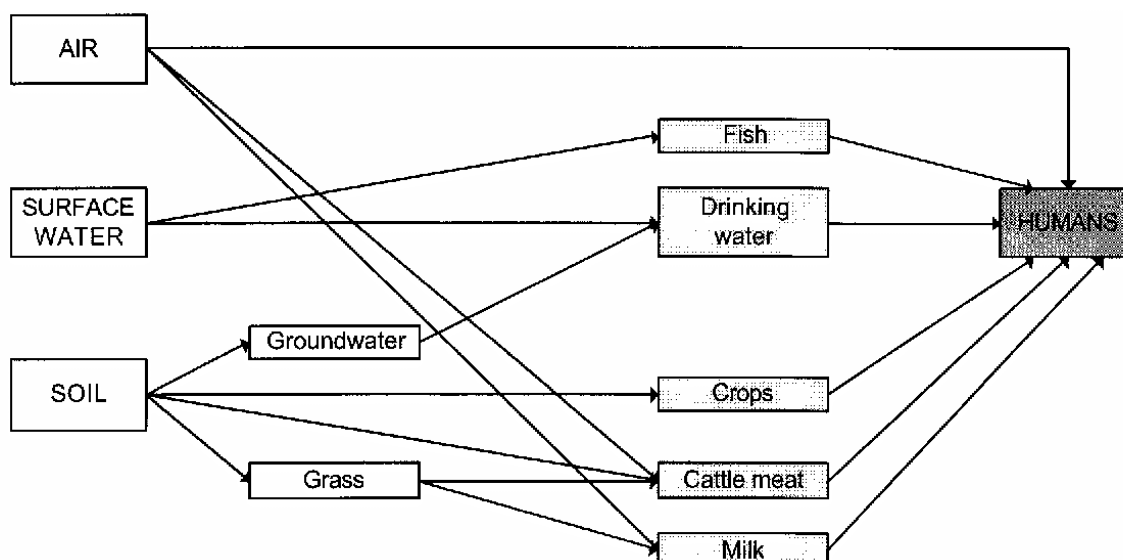 AIR
Fish
SURFACE
WATER
Drinking
water
HUMANS
Groundwater
SOIL
Crops
Grass
Cattle meat
Milk